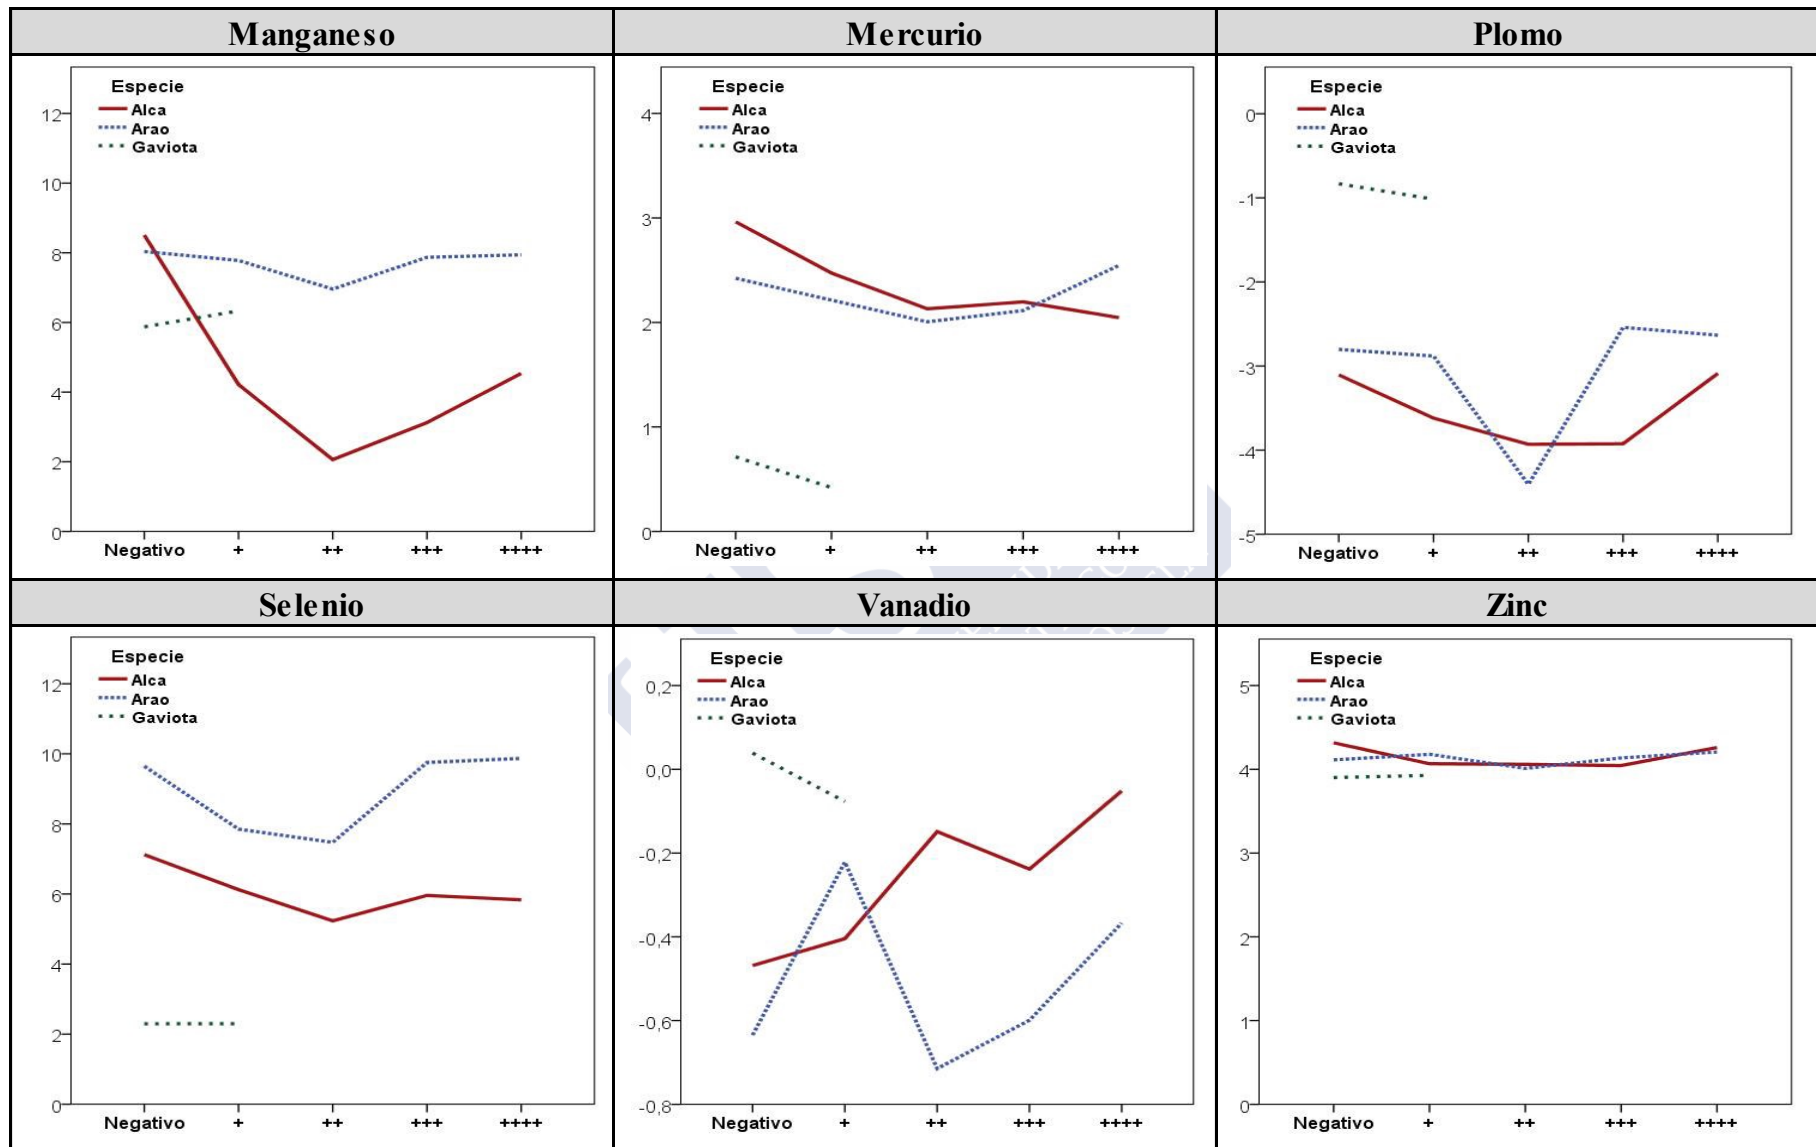 Manganeso
Especie
Alca
Arao
Gaviota
12
10
8
6
4
2
0
Negativo + ++ +++ ++++
Mercurio
Especie
Alca
Arao
Gaviota
4
3
2
1
0
Negativo + ++ +++ ++++
Plomo
Especie
Alca
Arao
Gaviota
0
-1
-2
-3
-4
-5
Negativo + ++ +++ ++++
Selenio
Especie
Alca
Arao
Gaviota
12
10
8
6
4
2
0
Negativo + ++ +++ ++++
Vanadio
Especie
Alca
Arao
Gaviota
0,2
0,0
-0,2
-0,4
-0,6
-0,8
Negativo + ++ +++ ++++
Zinc
Especie
Alca
Arao
Gaviota
5
4
3
2
1
0
Negativo + ++ +++ ++++